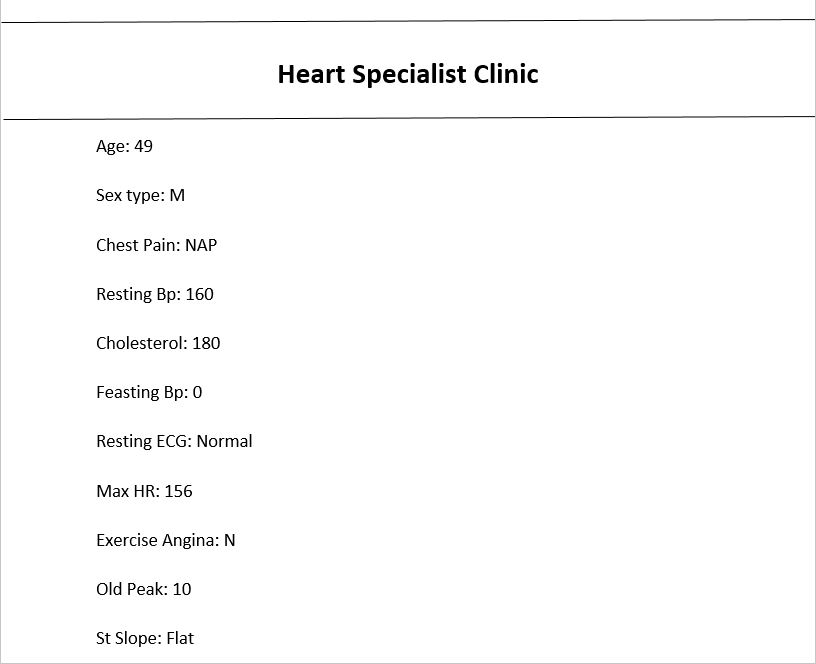 Heart Specialist Clinic
Age: 49
Sex type: M
Chest Pain: NAP
Resting Bp: 160
Cholesterol: 180
Feasting Bp: 0
Resting ECG: Normal
Max HR: 156
Exercise Angina: N
Old Peak: 10
St Slope: Flat